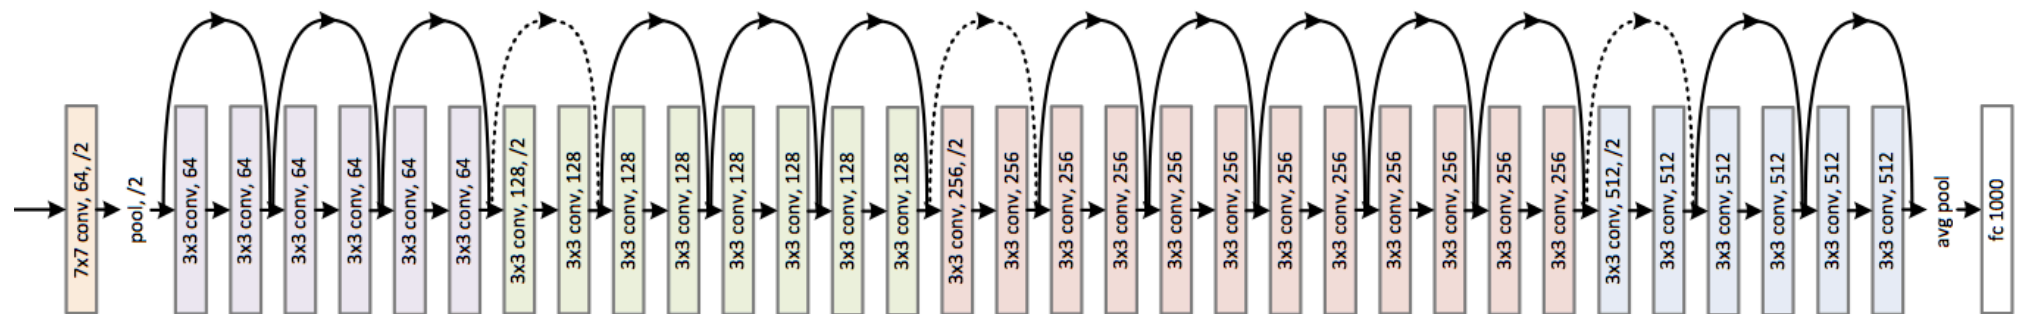 7x7 conv, 64, /2
pool, /2
3x3 conv, 64
3x3 conv, 64
3x3 conv, 64
3x3 conv, 64
3x3 conv, 64
3x3 conv, 64
3x3 conv, 128, /2
3x3 conv, 128
3x3 conv, 128
3x3 conv, 128
3x3 conv, 128
3x3 conv, 128
3x3 conv, 128
3x3 conv, 128
3x3 conv, 256, /2
3x3 conv, 256
3x3 conv, 256
3x3 conv, 256
3x3 conv, 256
3x3 conv, 256
3x3 conv, 256
3x3 conv, 256
3x3 conv, 256
3x3 conv, 256
3x3 conv, 256
3x3 conv, 256
3x3 conv, 512, /2
3x3 conv, 512
3x3 conv, 512
3x3 conv, 512
3x3 conv, 512
3x3 conv, 512
avg pool
fc 1000